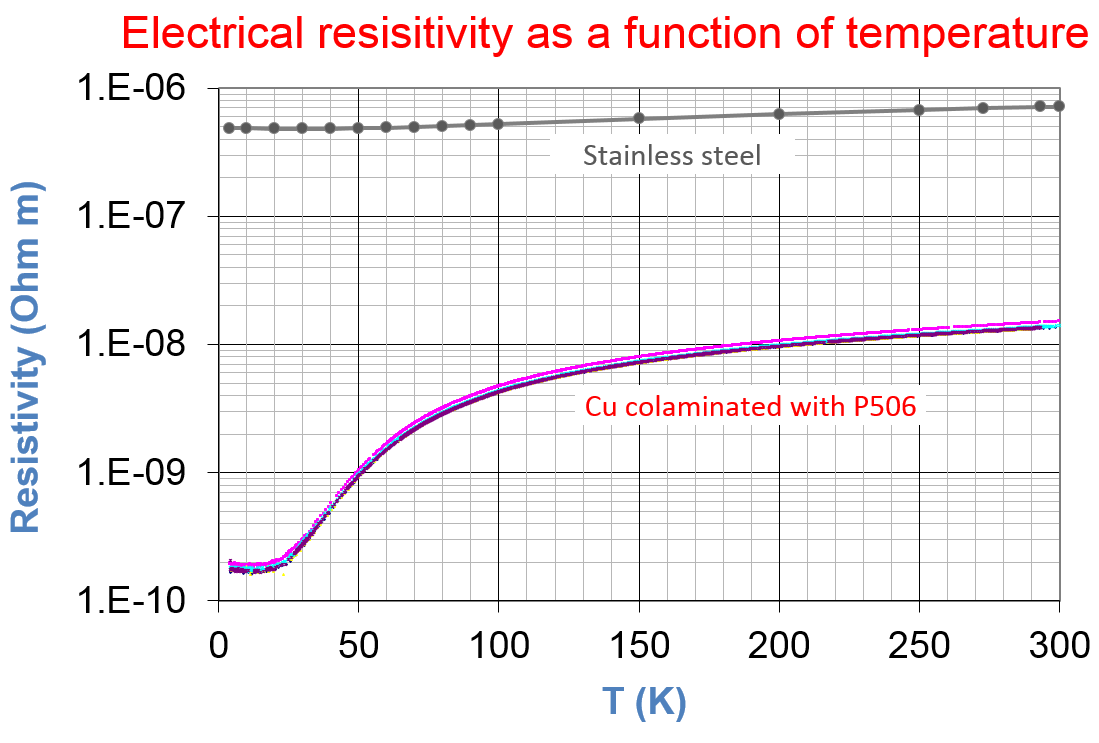 Electrical resisitivity as a function of temperature
1.E-06
Stainless steel
1.E-07
Resistivity (Ohm m)
1.E-08
Cu colaminated with P506
1.E-09
1.E-10
0 50 100 150 200 250 300
T (K)